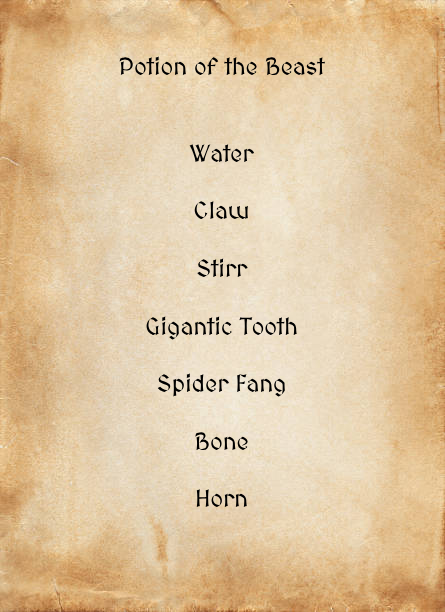 Potion of the Beast
Water
Claw
Stirr
Gigantic Tooth
Spider Fang
Bone
Horn